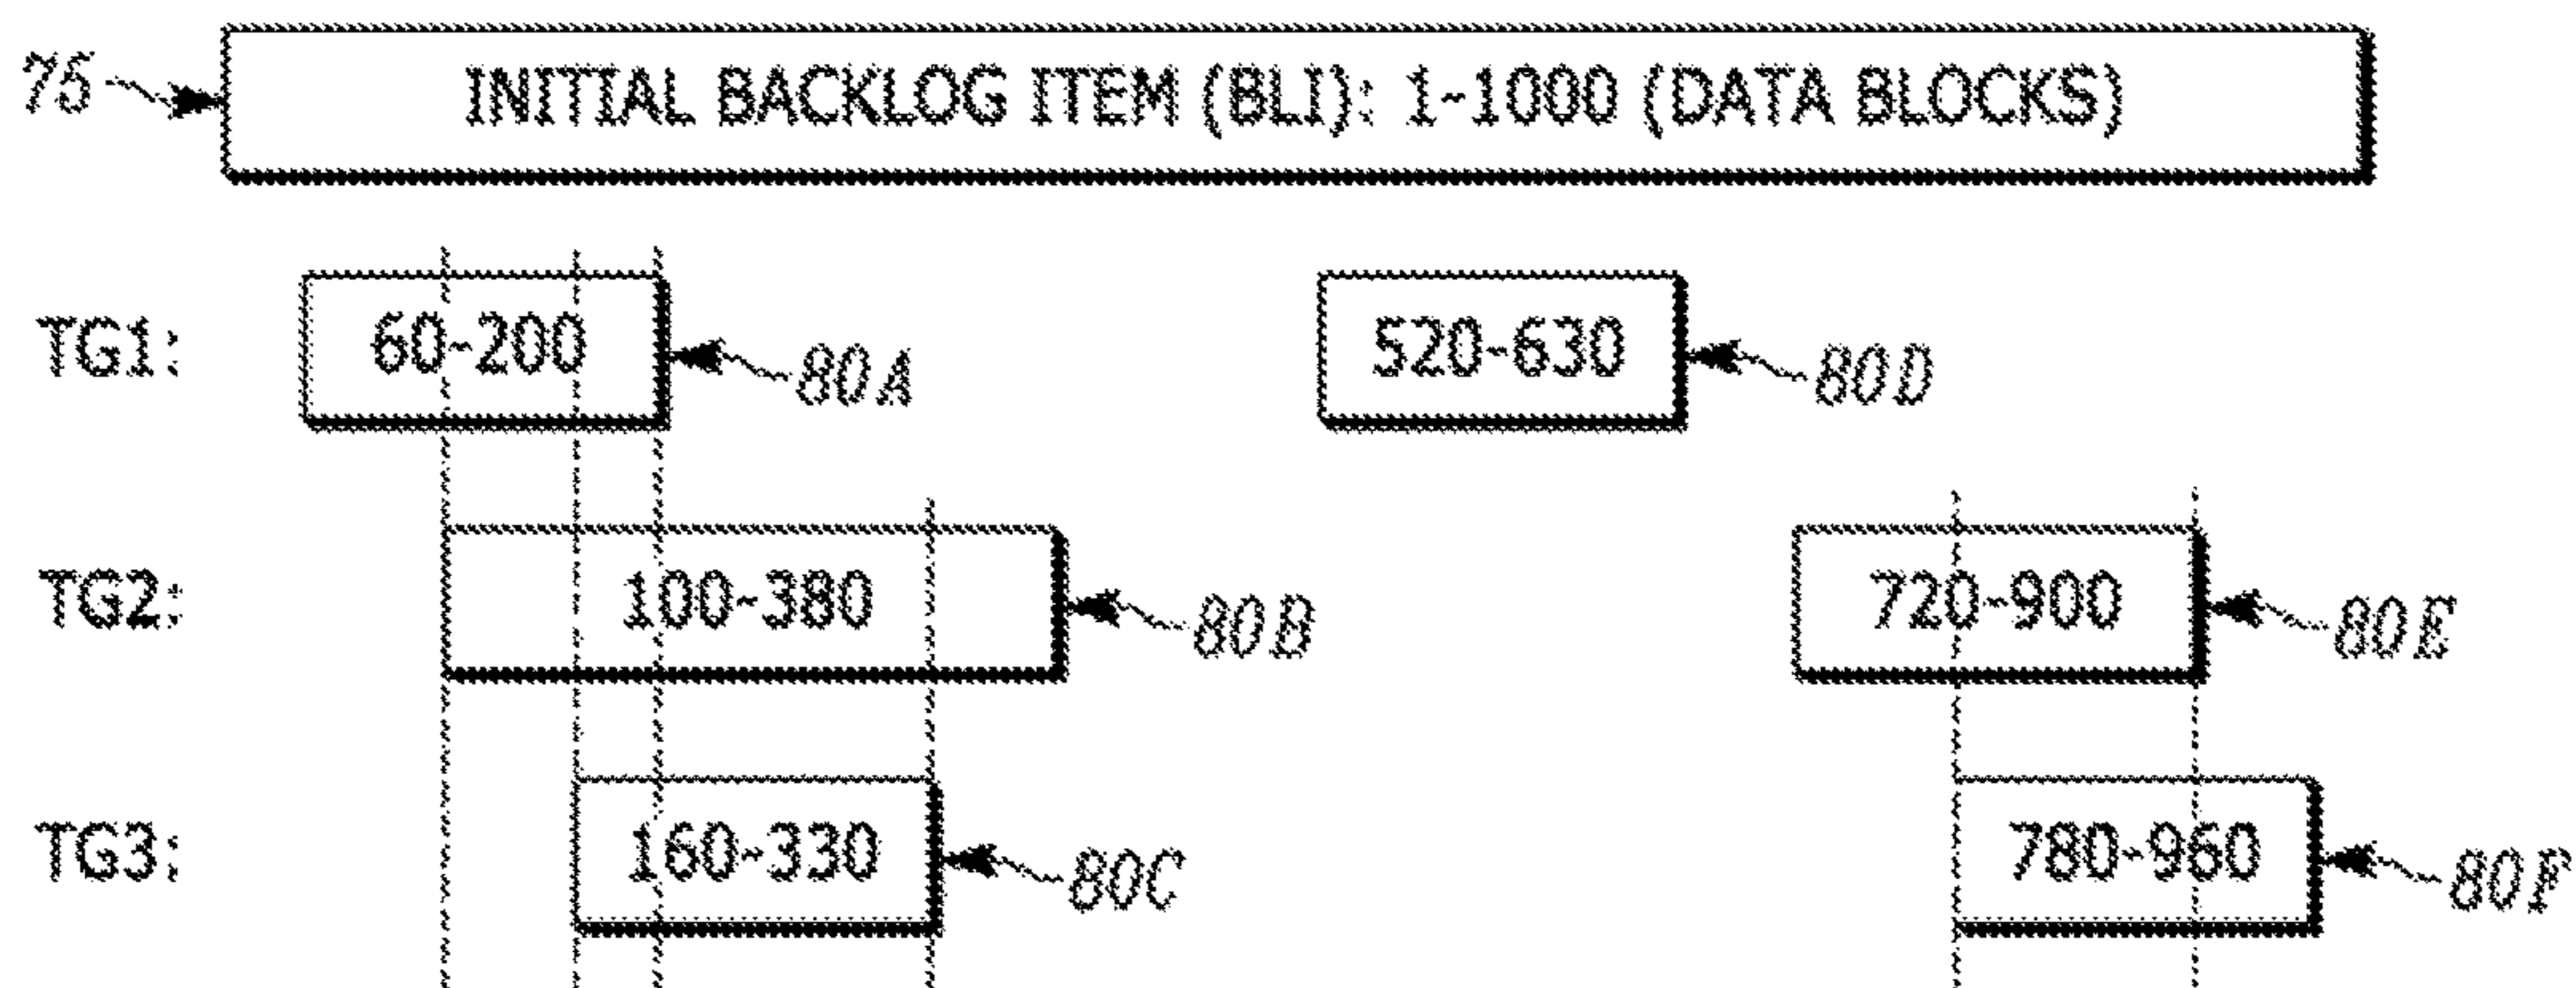 75 INITIAL BACKLOG ITEM (BLI): 1-1000 (DATA BLOCKS)
TG1: 60-200 80A 520-630 80D
TG2: 100-380 80B 720-900 80E
TG3: 160-330 80C 780-960 80F